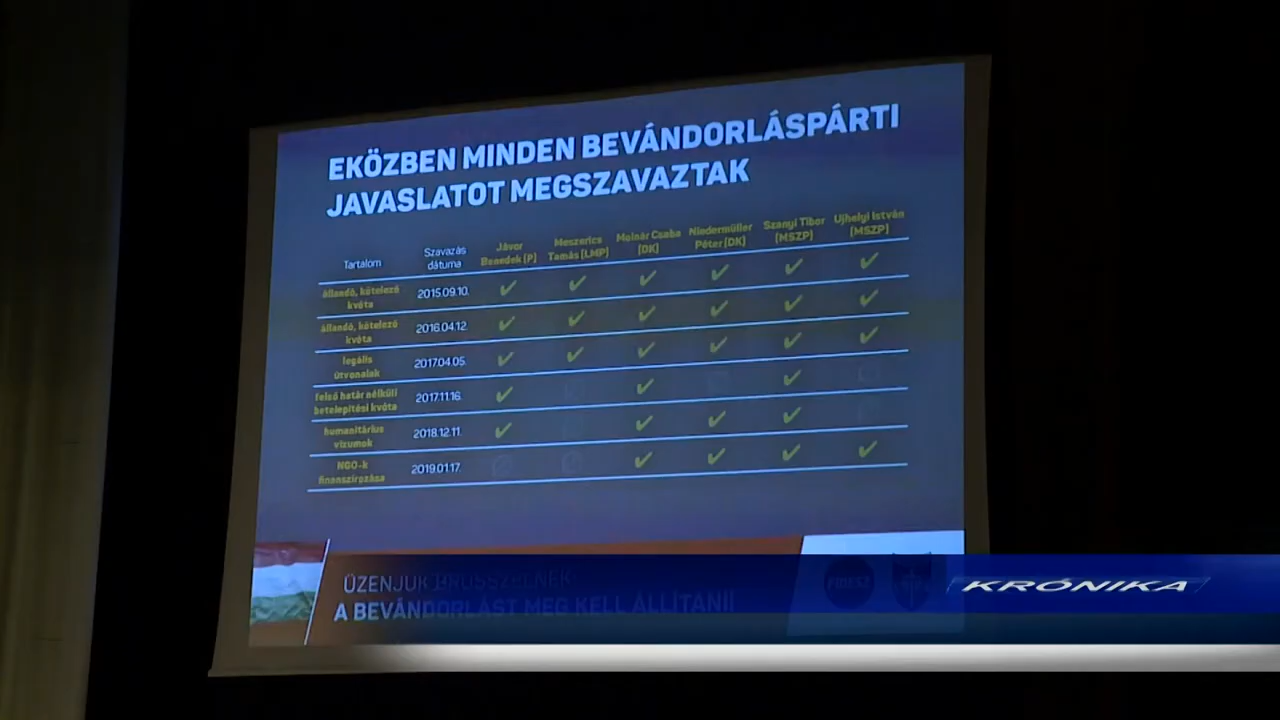 EKÖZBEN MINDEN BEVÁNDORLÁSPÁRTI
JAVASLATOT MEGSZAVAZTAK
Tartalom
Szavazás
dátuma
Jávor
Benedek (P)
Meszerics
Tamás (LMP)
Molnár Csaba
(DK)
Niedermüller
Péter (DK)
Szanyi Tibor
(MSZP)
Ujhelyi István
(MSZP)
állandó, kötelező
kvóta
2015.09.10.
állandó, kötelező
kvóta
2016.04.12.
legális
útvonalak
2017.04.05.
felső határ nélküli
betelepítési kvóta
2017.11.16.
humanitárius
vízumok
2018.12.11.
NGO-k
finanszírozása
2019.01.17.
ÜZENJÜK BRÜSSZELNEK
A BEVÁNDORLÁST MEG KELL ÁLLÍTANI!
FIDESZ
KRÓNIKA